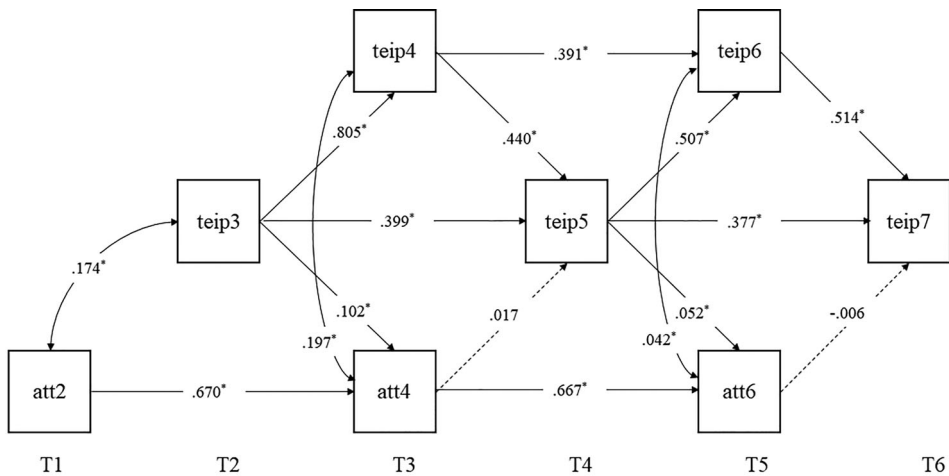 teip4
teip6
.391*
.805*
.440*
.507*
.514*
teip3
.399*
teip5
.377*
teip7
.174*
.102*
.197*
.017
.052*
.042*
-.006
att2
.670*
att4
.667*
att6
T1
T2
T3
T4
T5
T6